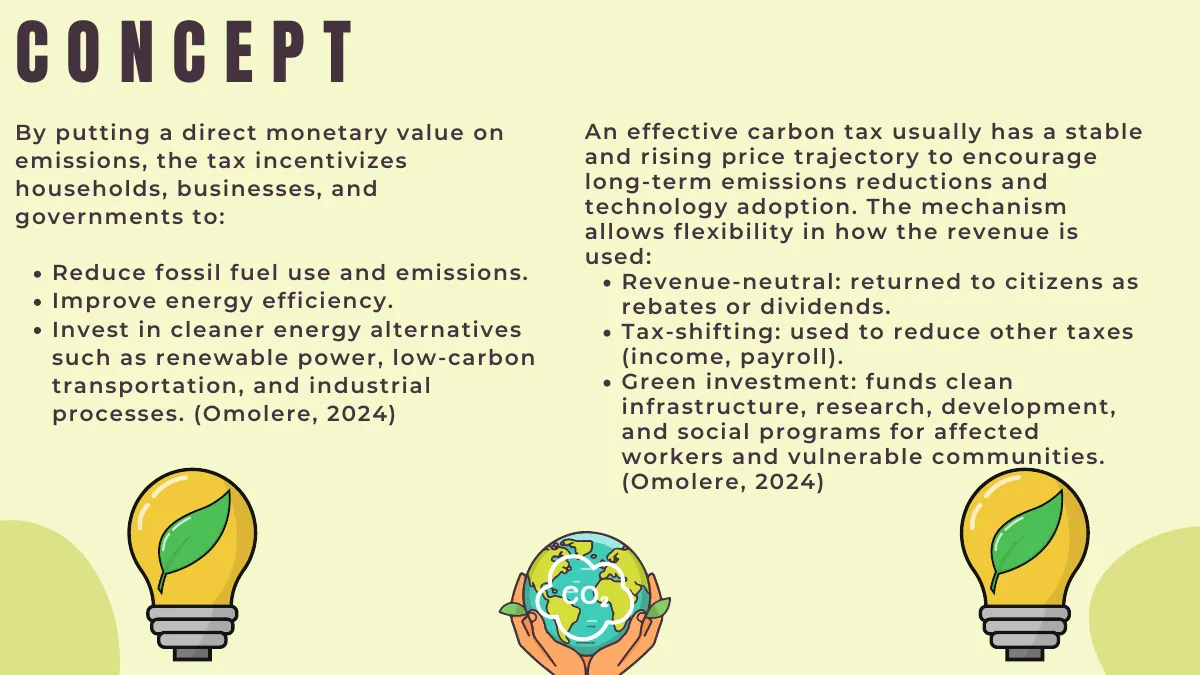 CONCEPT
By putting a direct monetary value on
emissions, the tax incentivizes
households, businesses, and
governments to:
• Reduce fossil fuel use and emissions.
• Improve energy efficiency.
• Invest in cleaner energy alternatives
such as renewable power, low-carbon
transportation, and industrial
processes. (Omolere, 2024)
An effective carbon tax usually has a stable
and rising price trajectory to encourage
long-term emissions reductions and
technology adoption. The mechanism
allows flexibility in how the revenue is
used:
• Revenue-neutral: returned to citizens as
rebates or dividends.
• Tax-shifting: used to reduce other taxes
(income, payroll).
• Green investment: funds clean
infrastructure, research, development,
and social programs for affected
workers and vulnerable communities.
(Omolere, 2024)
CO₂